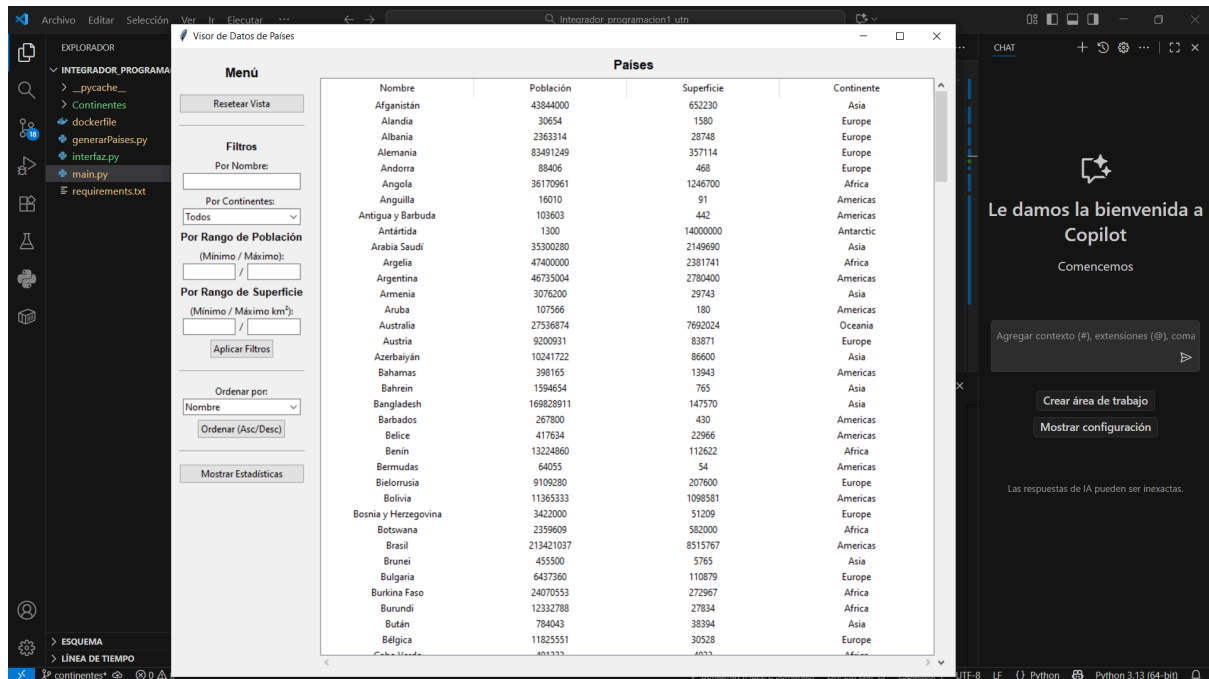 Archivo Editar Selección Ver Ir Ejecutar ··· Integrador_programacion1_utn
EXPLORADOR
INTEGRADOR_PROGRAMA
__pycache__
Continentes
dockerfile
generarPaises.py
interfaz.py
main.py
requirements.txt
18
ESQUEMA
LÍNEA DE TIEMPO
Visor de Datos de Países
Menú
Resetear Vista
Filtros
Por Nombre:
Por Continentes:
Todos
Por Rango de Población
(Mínimo / Máximo):
/
Por Rango de Superficie
(Mínimo / Máximo km²):
/
Aplicar Filtros
Ordenar por:
Nombre
Ordenar (Asc/Desc)
Mostrar Estadísticas
Países
Nombre Población Superficie Continente
Afganistán 43844000 652230 Asia
Alandia 30654 1580 Europe
Albania 2363314 28748 Europe
Alemania 83491249 357114 Europe
Andorra 88406 468 Europe
Angola 36170961 1246700 Africa
Anguilla 16010 91 Americas
Antigua y Barbuda 103603 442 Americas
Antártida 1300 14000000 Antarctic
Arabia Saudí 35300280 2149690 Asia
Argelia 47400000 2381741 Africa
Argentina 46735004 2780400 Americas
Armenia 3076200 29743 Asia
Aruba 107566 180 Americas
Australia 27536874 7692024 Oceania
Austria 9200931 83871 Europe
Azerbaiyán 10241722 86600 Asia
Bahamas 398165 13943 Americas
Bahrein 1594654 765 Asia
Bangladesh 169828911 147570 Asia
Barbados 267800 430 Americas
Belice 417634 22966 Americas
Benín 13224860 112622 Africa
Bermudas 64055 54 Americas
Bielorrusia 9109280 207600 Europe
Bolivia 11365333 1098581 Americas
Bosnia y Herzegovina 3422000 51209 Europe
Botswana 2359609 582000 Africa
Brasil 213421037 8515767 Americas
Brunei 455500 5765 Asia
Bulgaria 6437360 110879 Europe
Burkina Faso 24070553 272967 Africa
Burundi 12332788 27834 Africa
Bután 784043 38394 Asia
Bélgica 11825551 30528 Europe
CHAT
Le damos la bienvenida a
Copilot
Comencemos
Agregar contexto (#), extensiones (@), coma
Crear área de trabajo
Mostrar configuración
Las respuestas de IA pueden ser inexactas.
continentes* 0 UTF-8 LF {} Python Python 3.13 (64-bit)